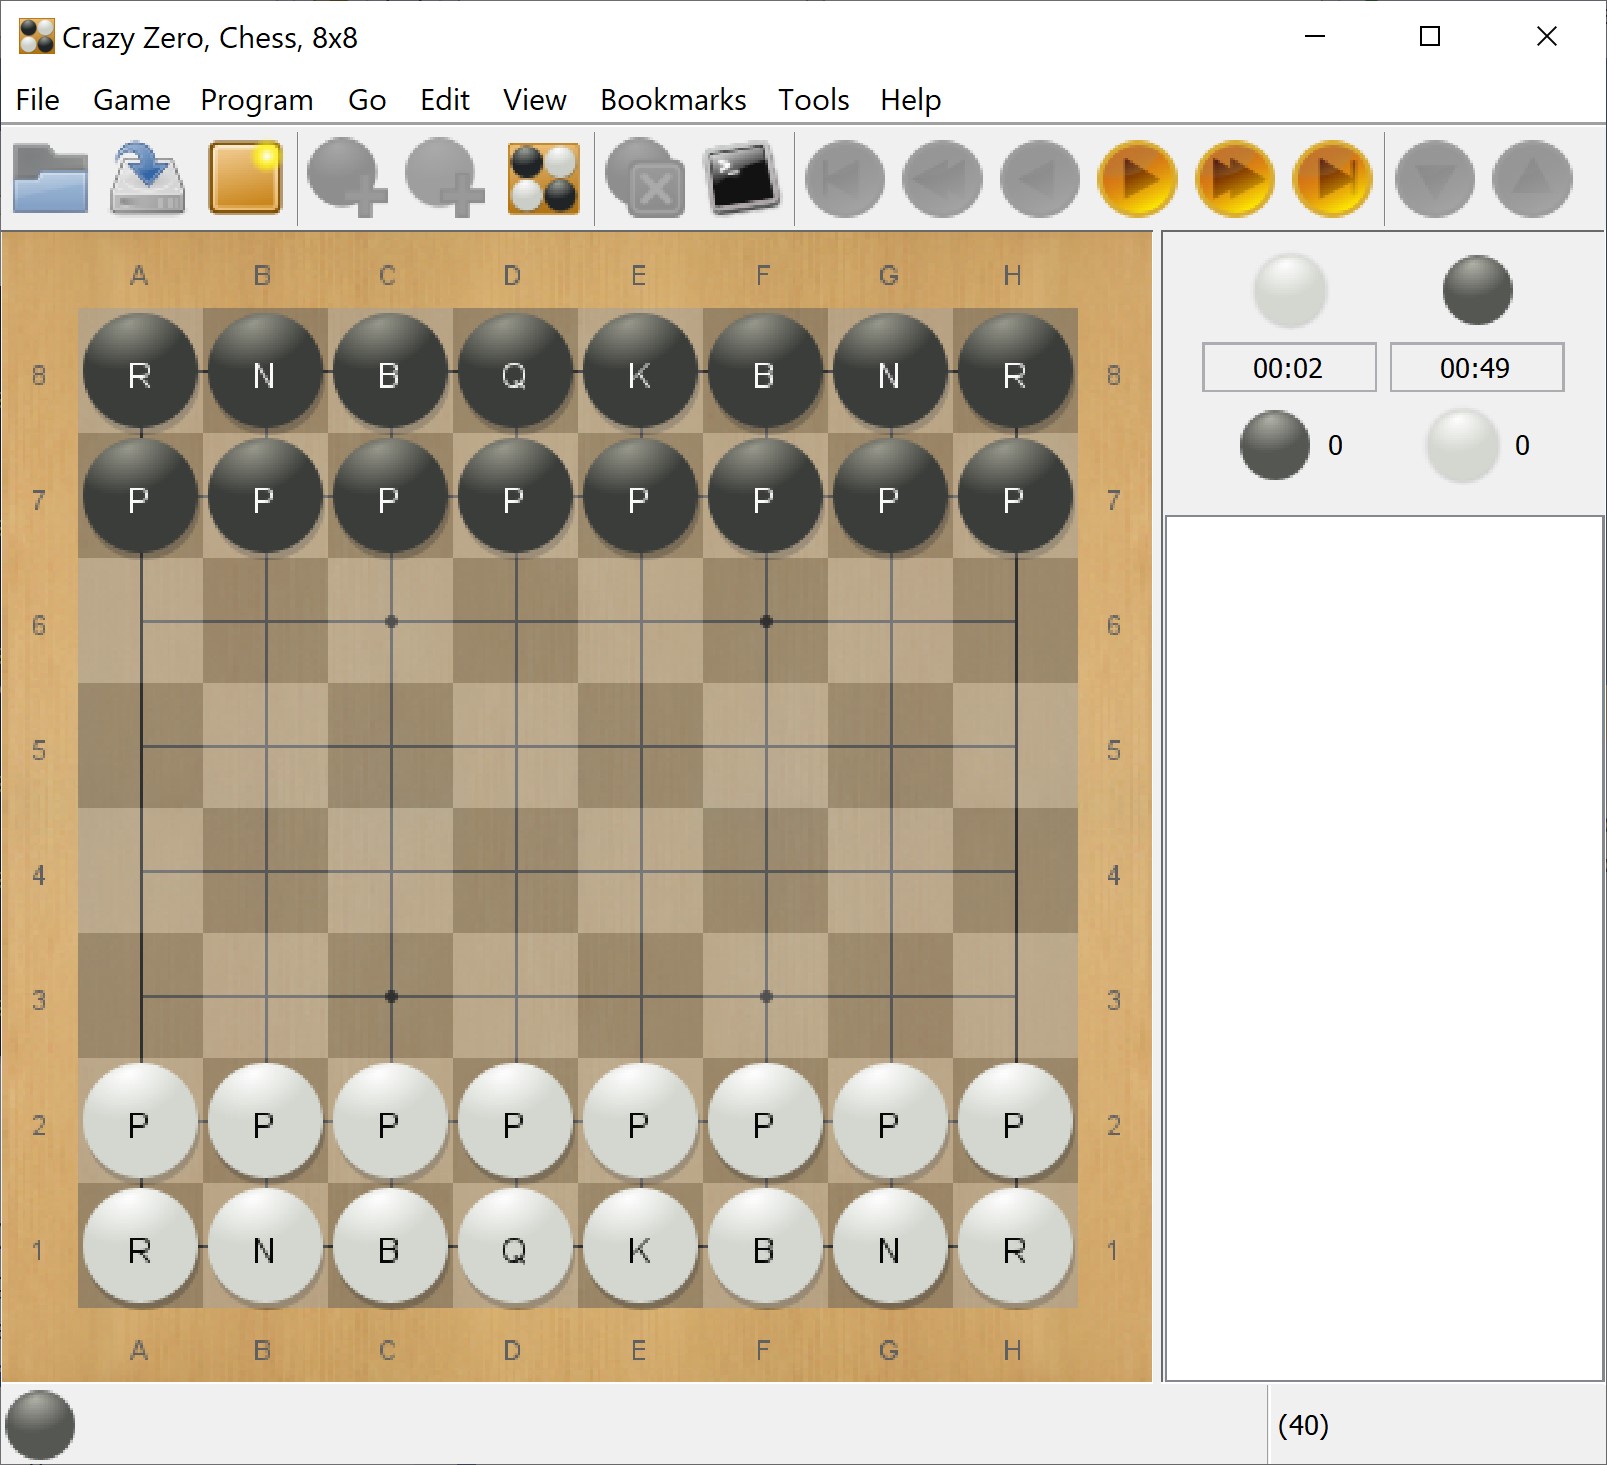 Crazy Zero, Chess, 8x8
File Game Program Go Edit View Bookmarks Tools Help
A B C D E F G H
8 R N B Q K B N R 8
7 P P P P P P P P 7
6 6
5 5
4 4
3 3
2 P P P P P P P P 2
1 R N B Q K B N R 1
A B C D E F G H
00:02 00:49
0 0
(40)